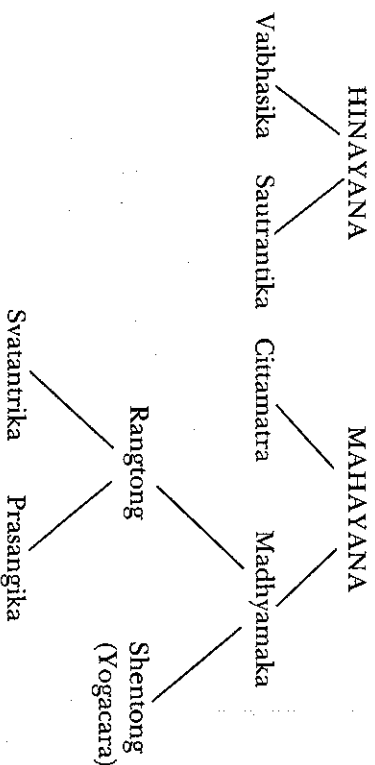 HINAYANA MAHAYANA
Vaibhasika Sautrantika Cittamatra Madhyamaka
Rangtong Shentong
(Yogacara)
Svatantrika Prasangika